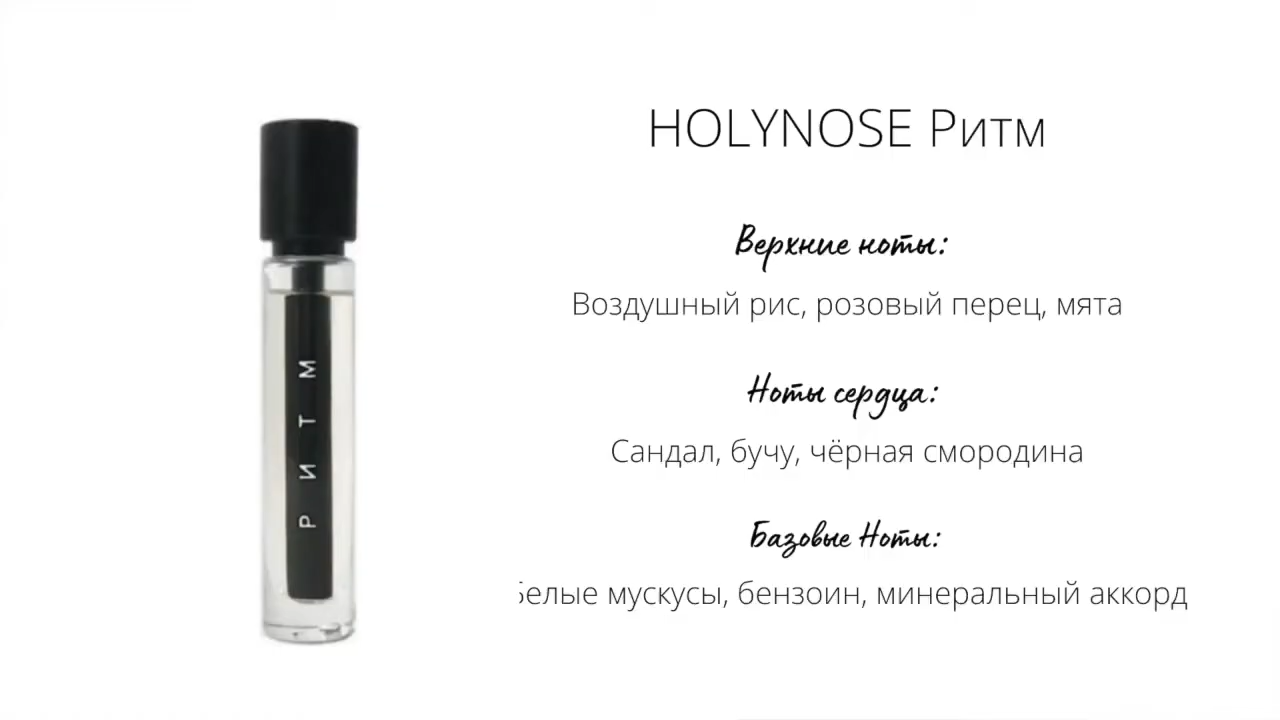 HOLYNOSE Ритм
Верхние ноты:
Воздушный рис, розовый перец, мята
Ноты сердца:
Сандал, бучу, чёрная смородина
Базовые Ноты:
Белые мускусы, бензоин, минеральный аккорд
РИТМ